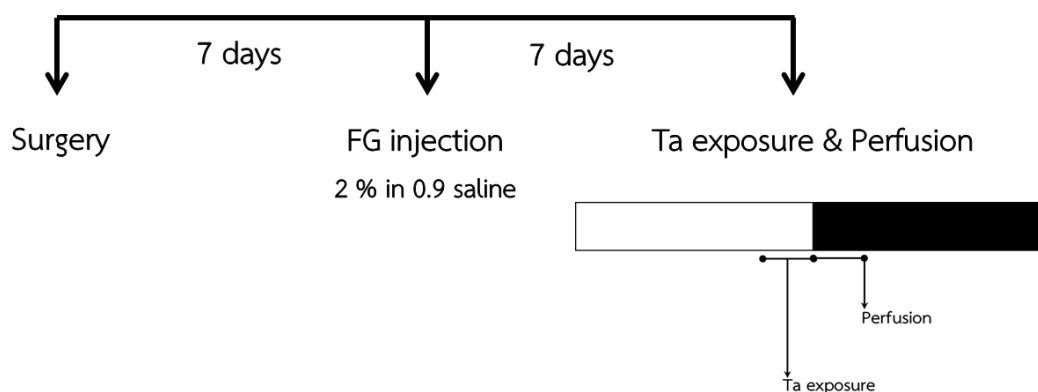 7 days
7 days
Surgery
FG injection
Ta exposure & Perfusion
2 % in 0.9 saline
Perfusion
Ta exposure